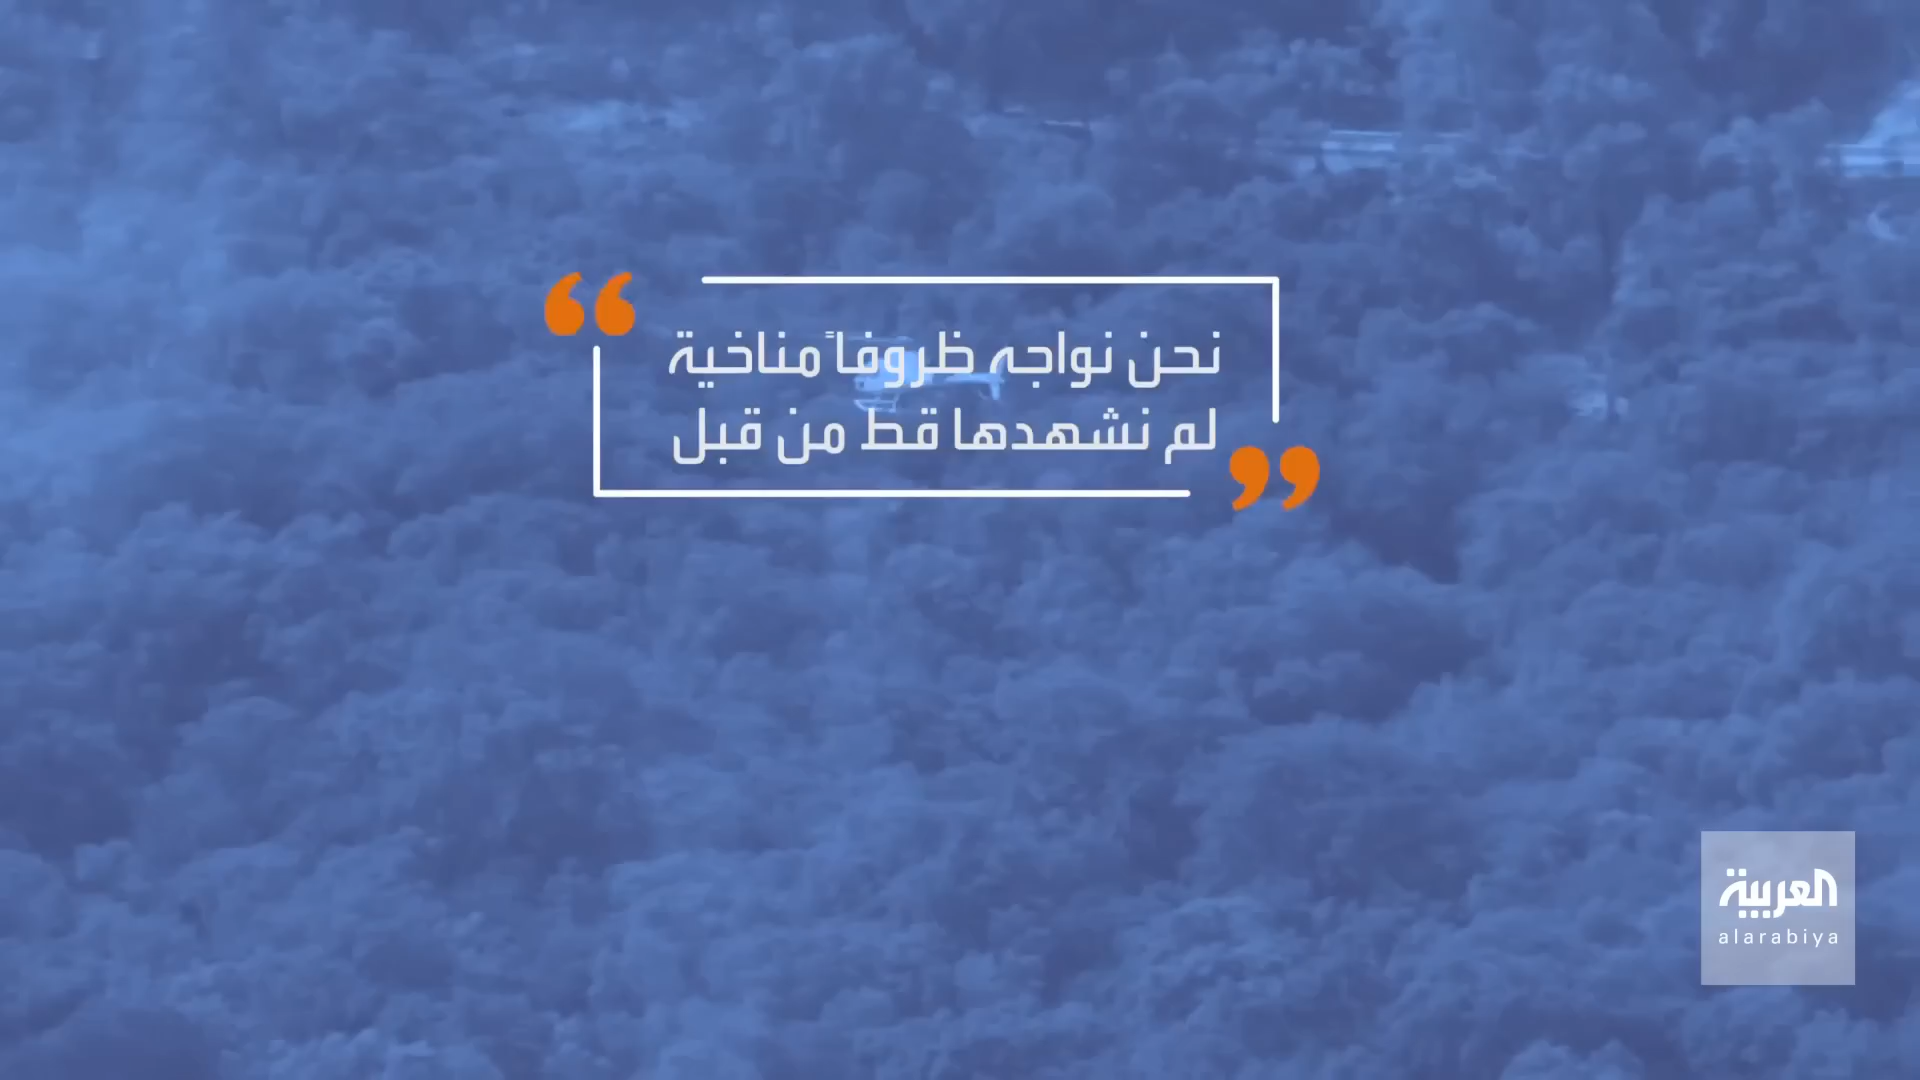 نحن نواجه ظروفاً مناخية
لم نشهدها قط من قبل
العربية
alarabiya